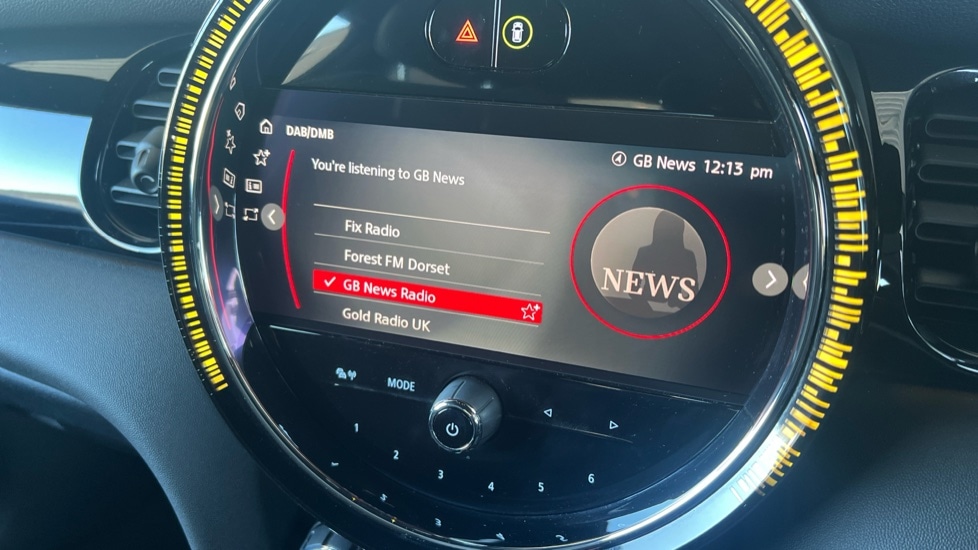 DAB/DMB
GB News 12:13 pm
You're listening to GB News
Fix Radio
Forest FM Dorset
GB News Radio
Gold Radio UK
NEWS
MODE
1
2
3
4
5
6